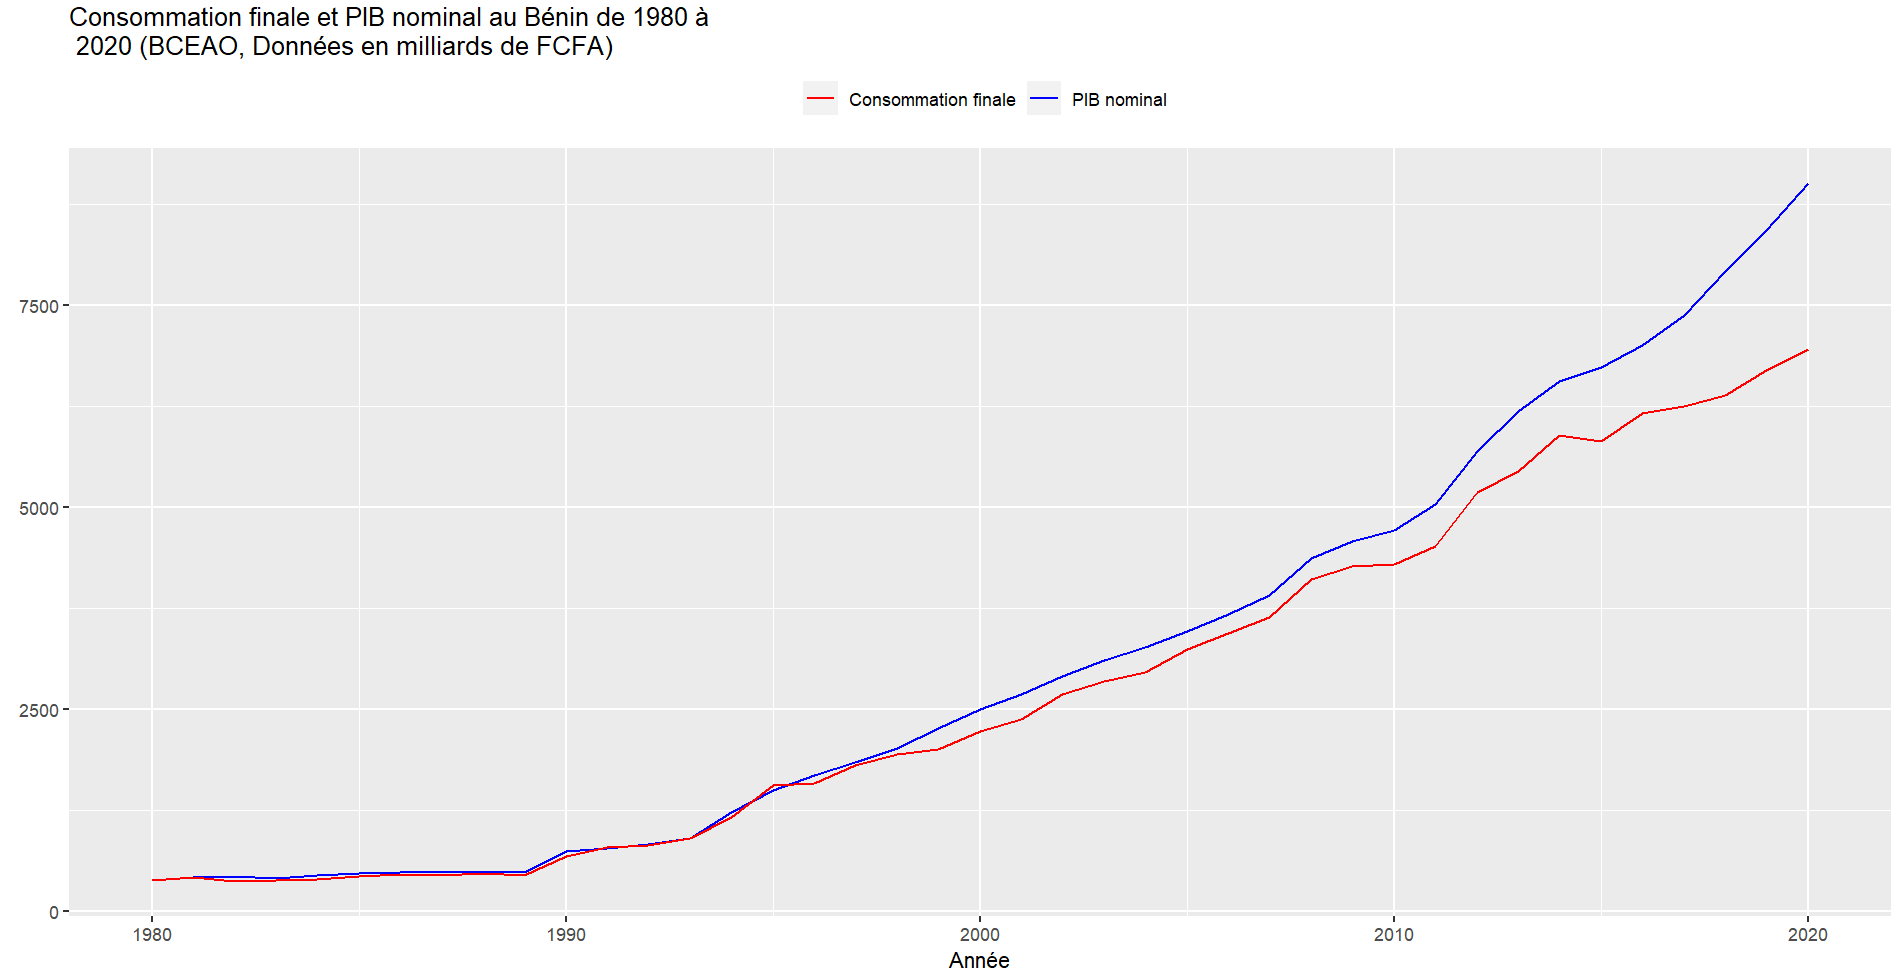 Consommation finale et PIB nominal au Bénin de 1980 à
2020 (BCEAO, Données en milliards de FCFA)
Consommation finale PIB nominal
7500
5000
2500
0
1980 1990 2000 2010 2020
Année